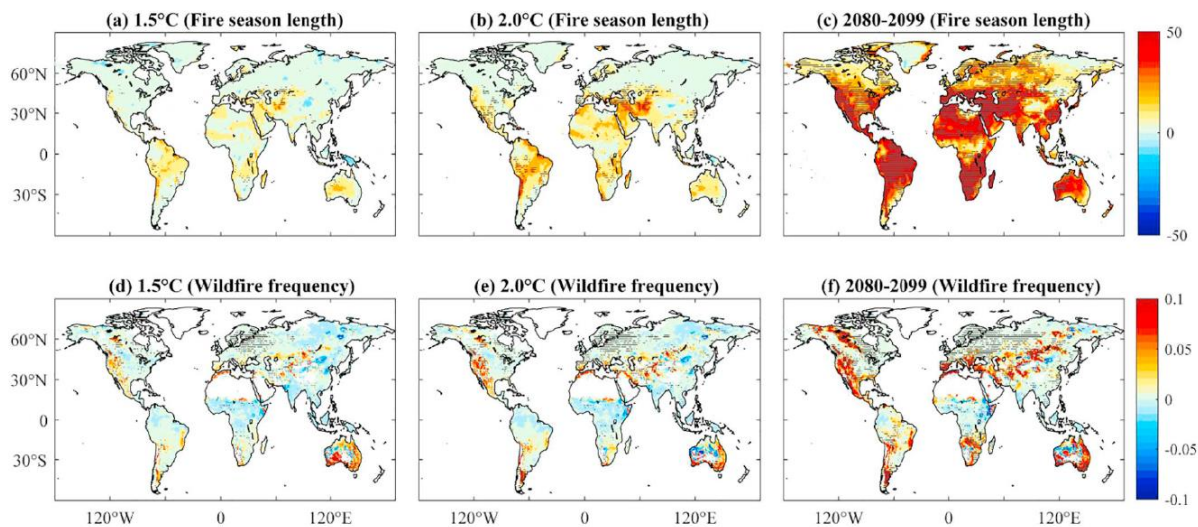 (a) 1.5°C (Fire season length)
(b) 2.0°C (Fire season length)
(c) 2080-2099 (Fire season length)
60°N
30°N
0
30°S
50
0
-50
(d) 1.5°C (Wildfire frequency)
(e) 2.0°C (Wildfire frequency)
(f) 2080-2099 (Wildfire frequency)
60°N
30°N
0
30°S
0.1
0.05
0
-0.05
-0.1
120°W 0 120°E
120°W 0 120°E
120°W 0 120°E